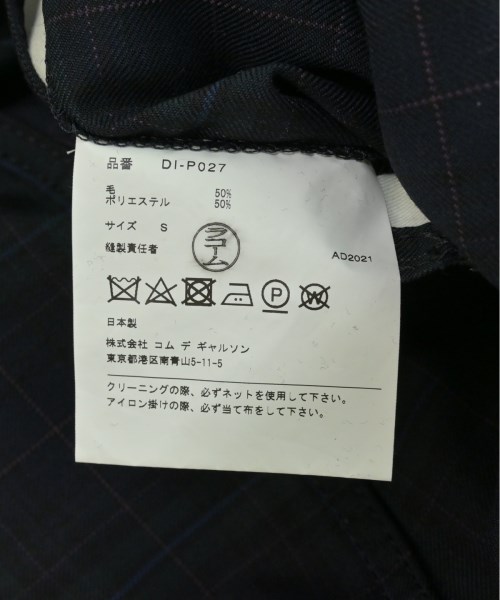 品番 DI-P027
毛 50%
ポリエステル 50%
サイズ S
縫製責任者 ラコーム
AD2021
P
W
日本製
株式会社 コム デ ギャルソン
東京都港区南青山5-11-5
クリーニングの際、必ずネットを使用して下さい。
アイロン掛けの際、必ず当て布をして下さい。